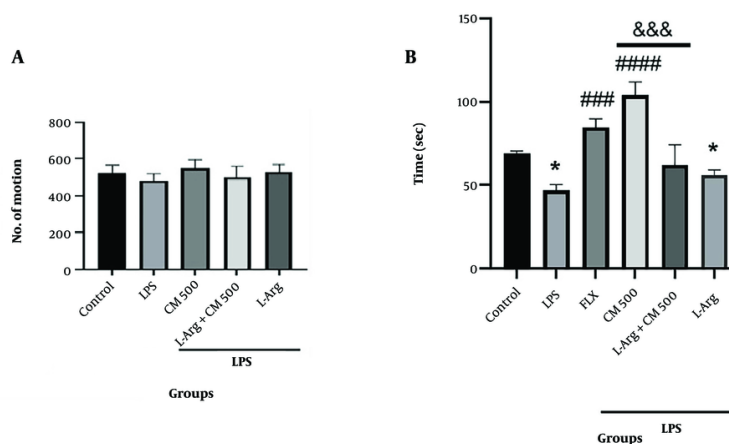 A
No. of motion
800
600
400
200
0
Control
LPS
CM 500
L-Arg + CM 500
L-Arg
LPS
Groups
B
Time (sec)
150
100
50
0
&&&
####
###
*
*
Control
LPS
FLX
CM 500
L-Arg + CM 500
L-Arg
LPS
Groups